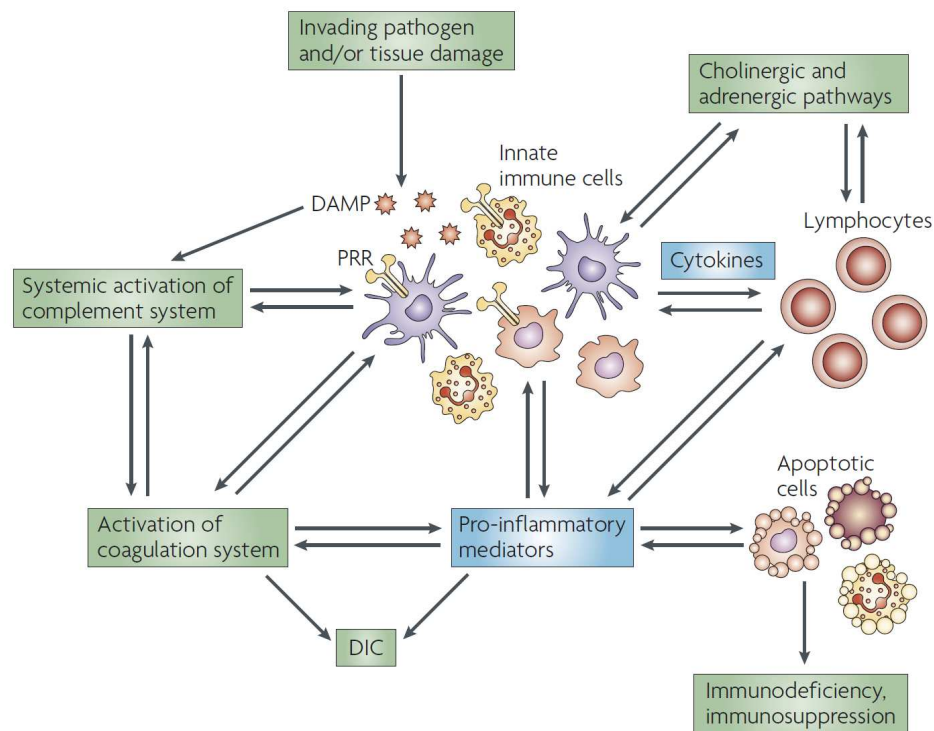 Invading pathogen
and/or tissue damage
Cholinergic and
adrenergic pathways
Innate
immune cells
DAMP
Lymphocytes
PRR
Cytokines
Systemic activation of
complement system
Apoptotic
cells
Activation of
coagulation system
Pro-inflammatory
mediators
DIC
Immunodeficiency,
immunosuppression